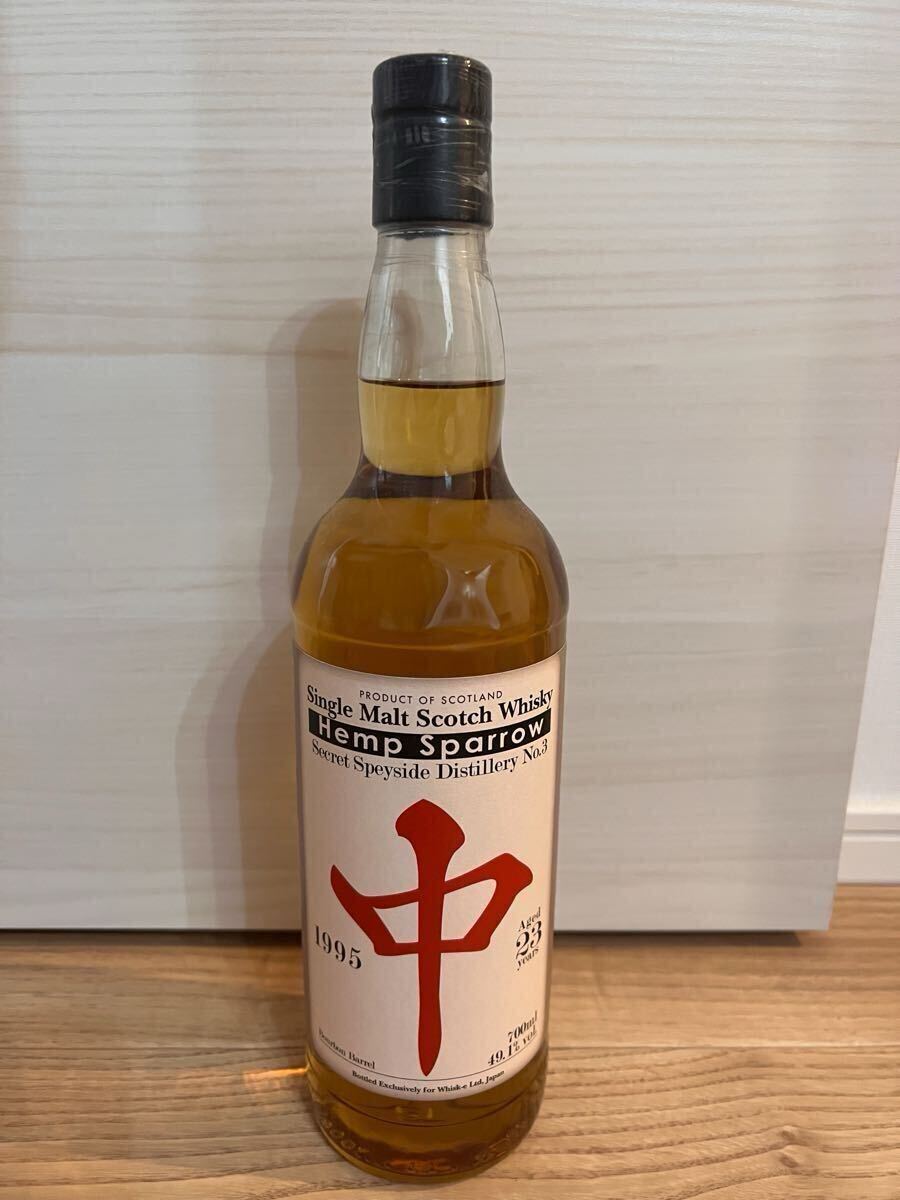 PRODUCT OF SCOTLAND
Single Malt Scotch Whisky
Hemp Sparrow
Secret Speyside Distillery No.3
中
1995
Aged
23
years
Bourbon Barrel
700ml
49.1% vol.
Bottled Exclusively for Whisk-e Ltd, Japan